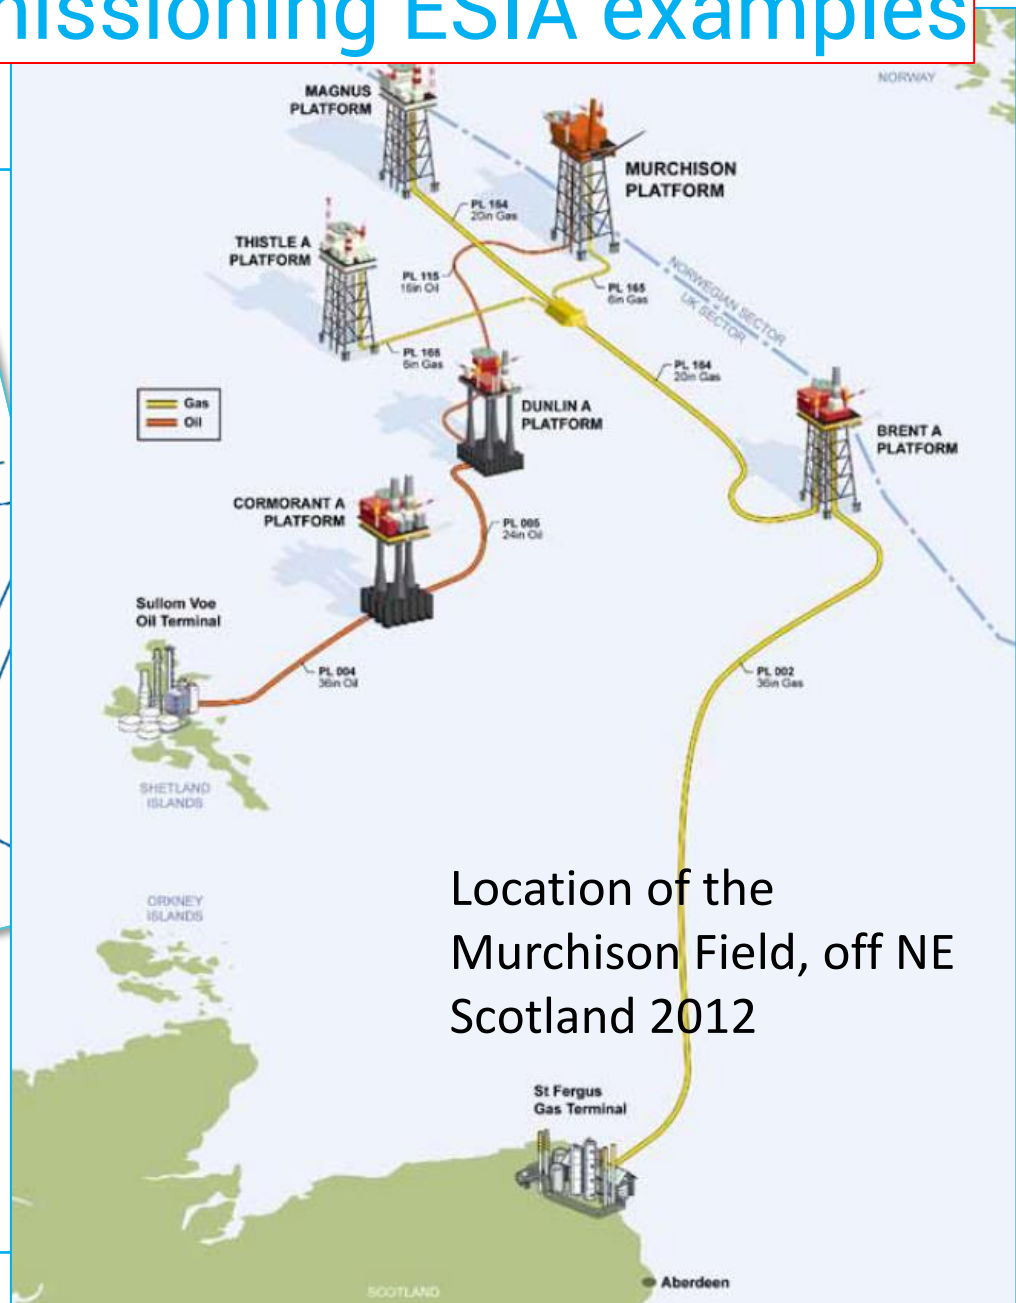 missioning ESIA examples
NORWAY
MAGNUS
PLATFORM
MURCHISON
PLATFORM
PL 164
20in Gas
THISTLE A
PLATFORM
PL 115
16in Oil
PL 165
6in Gas
NORWEGIAN SECTOR
UK SECTOR
PL 166
6in Gas
PL 164
20in Gas
Gas
Oil
DUNLIN A
PLATFORM
BRENT A
PLATFORM
CORMORANT A
PLATFORM
PL 005
24in Oil
Sullom Voe
Oil Terminal
PL 004
36in Oil
PL 002
36in Gas
SHETLAND
ISLANDS
Location of the
Murchison Field, off NE
Scotland 2012
ORKNEY
ISLANDS
St Fergus
Gas Terminal
Aberdeen
SCOTLAND